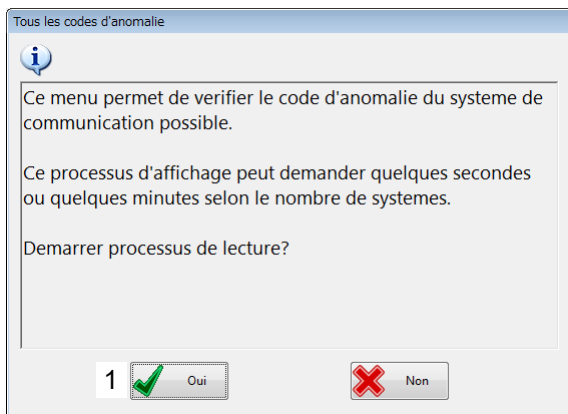 Tous les codes d'anomalie
Ce menu permet de verifier le code d'anomalie du systeme de
communication possible.
Ce processus d'affichage peut demander quelques secondes
ou quelques minutes selon le nombre de systemes.
Demarrer processus de lecture?
1 Oui Non